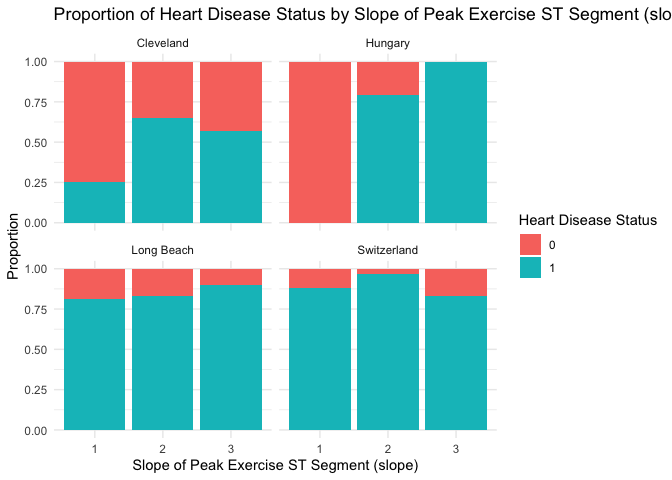 Proportion of Heart Disease Status by Slope of Peak Exercise ST Segment (slo
Cleveland
Hungary
1.00
0.75
0.50
0.25
0.00
Long Beach
Switzerland
1.00
0.75
0.50
0.25
0.00
1 2 3
1 2 3
Slope of Peak Exercise ST Segment (slope)
Proportion
Heart Disease Status
0
1